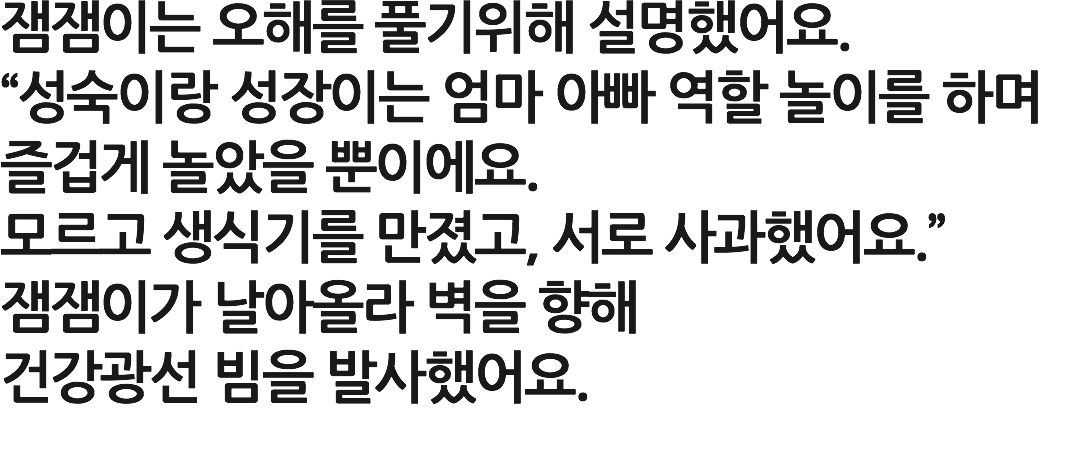 잼잼이는 오해를 풀기위해 설명했어요.
“성숙이랑 성장이는 엄마 아빠 역할 놀이를 하며
즐겁게 놀았을 뿐이에요.
모르고 생식기를 만졌고, 서로 사과했어요.”
잼잼이가 날아올라 벽을 향해
건강광선 빔을 발사했어요.